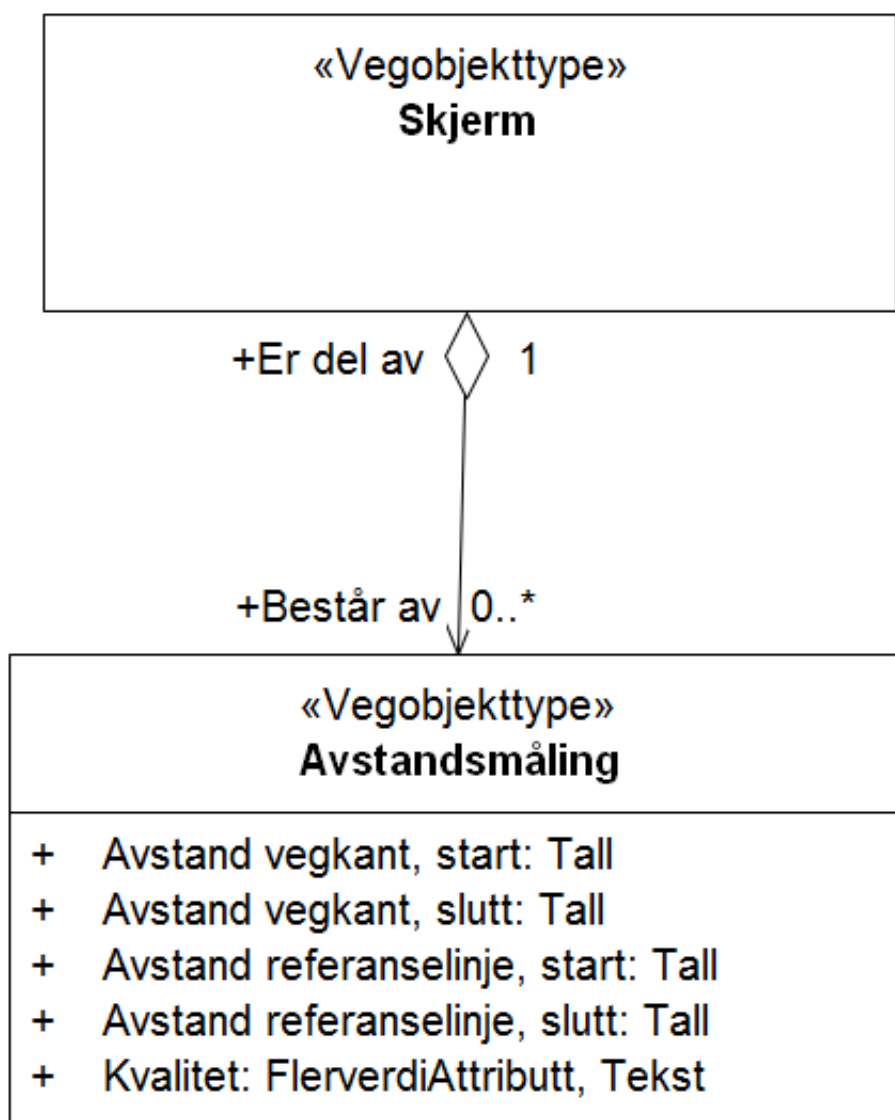 «Vegobjekttype»
Skjerm
+Er del av 1
+Består av 0..*
«Vegobjekttype»
Avstandsmåling
+ Avstand vegkant, start: Tall
+ Avstand vegkant, slutt: Tall
+ Avstand referanselinje, start: Tall
+ Avstand referanselinje, slutt: Tall
+ Kvalitet: FlerverdiAttributt, Tekst